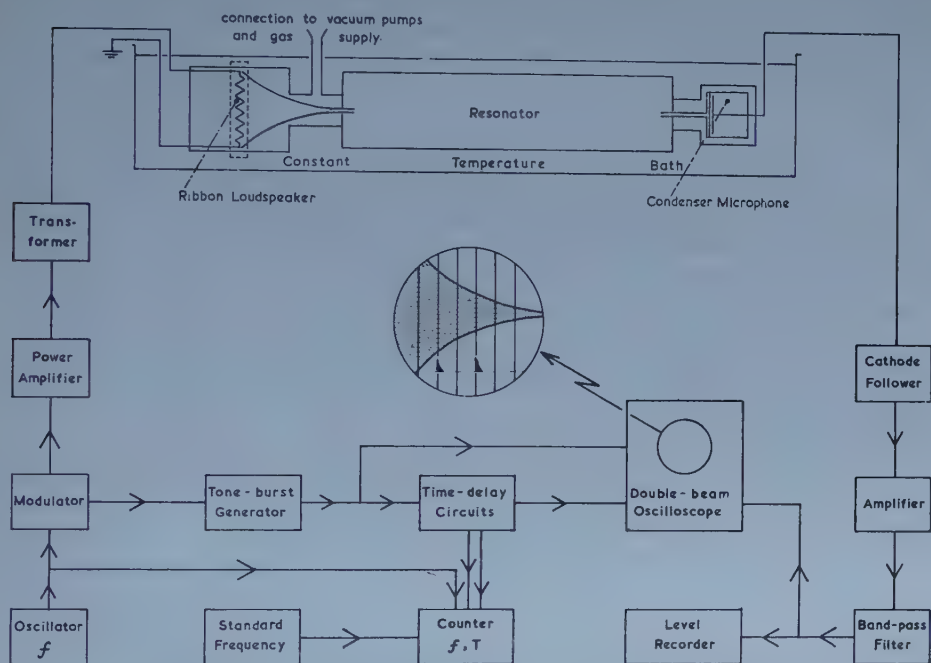 connection to vacuum pumps
and gas supply.
Resonator
Constant Temperature Bath
Ribbon Loudspeaker
Condenser Microphone
Trans-
former
Power
Amplifier
Cathode
Follower
Modulator
Tone-burst
Generator
Time-delay
Circuits
Double-beam
Oscilloscope
Amplifier
Oscillator
f
Standard
Frequency
Counter
f, T
Level
Recorder
Band-pass
Filter